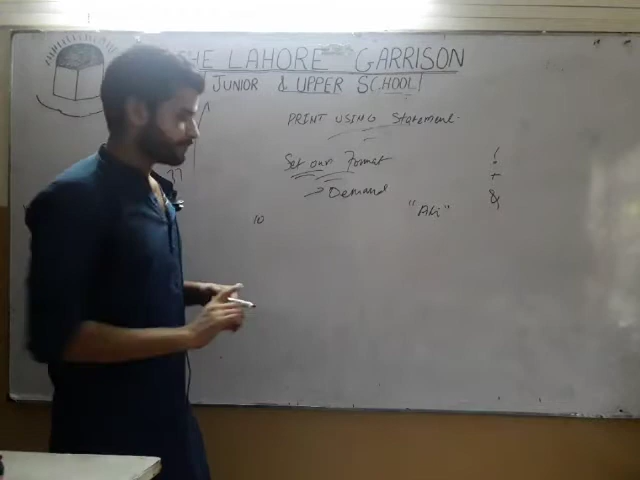 THE LAHORE GARRISON
JUNIOR & UPPER SCHOOL
PRINT USING Statement.
Set our Format
→ Demand
!
+
&
10
"Ali"